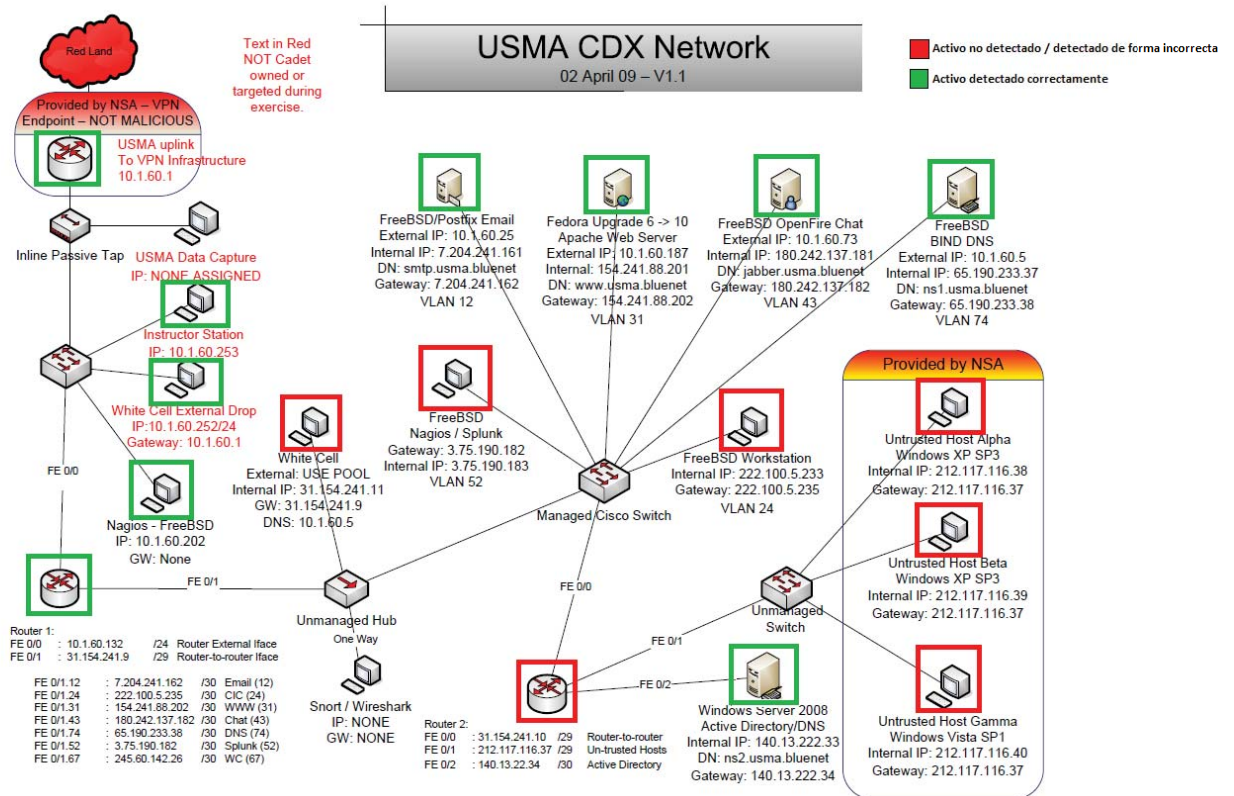 USMA CDX Network
02 April 09 – V1.1
Activo no detectado / detectado de forma incorrecta
Activo detectado correctamente
Red Land
Text in Red
NOT Cadet
owned or
targeted during
exercise.
Provided by NSA – VPN
Endpoint – NOT MALICIOUS
USMA uplink
To VPN Infrastructure
10.1.60.1
Inline Passive Tap
USMA Data Capture
IP: NONE ASSIGNED
Instructor Station
IP: 10.1.60.253
White Cell External Drop
IP:10.1.60.252/24
Gateway: 10.1.60.1
FE 0/0
Nagios - FreeBSD
IP: 10.1.60.202
GW: None
FE 0/1
FreeBSD/Postfix Email
External IP: 10.1.60.25
Internal IP: 7.204.241.161
DN: smtp.usma.bluenet
Gateway: 7.204.241.162
VLAN 12
Fedora Upgrade 6 -> 10
Apache Web Server
External IP: 10.1.60.187
Internal: 154.241.88.201
DN: www.usma.bluenet
Gateway: 154.241.88.202
VLAN 31
FreeBSD OpenFire Chat
External IP: 10.1.60.73
Internal IP: 180.242.137.181
DN: jabber.usma.bluenet
Gateway: 180.242.137.182
VLAN 43
FreeBSD
BIND DNS
External IP: 10.1.60.5
Internal IP: 65.190.233.37
DN: ns1.usma.bluenet
Gateway: 65.190.233.38
VLAN 74
White Cell
External: USE POOL
Internal IP: 31.154.241.11
GW: 31.154.241.9
DNS: 10.1.60.5
FreeBSD
Nagios / Splunk
Gateway: 3.75.190.182
Internal IP: 3.75.190.183
VLAN 52
Managed Cisco Switch
FreeBSD Workstation
Internal IP: 222.100.5.233
Gateway: 222.100.5.235
VLAN 24
Provided by NSA
Untrusted Host Alpha
Windows XP SP3
Internal IP: 212.117.116.38
Gateway: 212.117.116.37
Untrusted Host Beta
Windows XP SP3
Internal IP: 212.117.116.39
Gateway: 212.117.116.37
Untrusted Host Gamma
Windows Vista SP1
Internal IP: 212.117.116.40
Gateway: 212.117.116.37
Unmanaged Hub
One Way
Snort / Wireshark
IP: NONE
GW: NONE
FE 0/0
FE 0/1
FE 0/2
Unmanaged
Switch
Windows Server 2008
Active Directory/DNS
Internal IP: 140.13.222.33
DN: ns2.usma.bluenet
Gateway: 140.13.222.34
Router 1:
FE 0/0 : 10.1.60.132 /24 Router External Iface
FE 0/1 : 31.154.241.9 /29 Router-to-router Iface
FE 0/1.12 : 7.204.241.162 /30 Email (12)
FE 0/1.24 : 222.100.5.235 /30 CIC (24)
FE 0/1.31 : 154.241.88.202 /30 WWW (31)
FE 0/1.43 : 180.242.137.182 /30 Chat (43)
FE 0/1.74 : 65.190.233.38 /30 DNS (74)
FE 0/1.52 : 3.75.190.182 /30 Splunk (52)
FE 0/1.67 : 245.60.142.26 /30 WC (67)
Router 2:
FE 0/0 : 31.154.241.10 /29 Router-to-router
FE 0/1 : 212.117.116.37 /29 Un-trusted Hosts
FE 0/2 : 140.13.22.34 /30 Active Directory